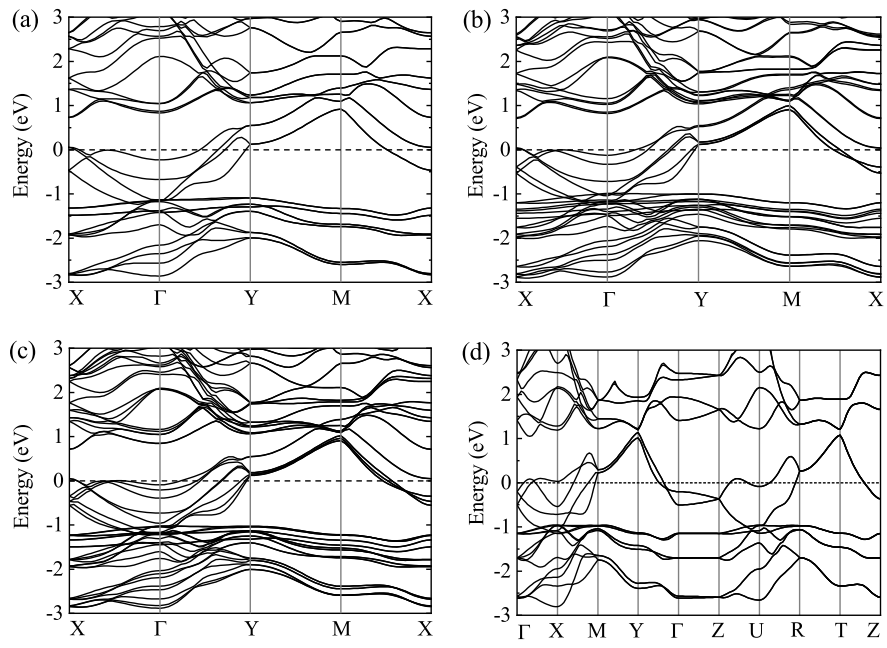 (a)
3
2
1
0
-1
-2
-3
Energy (eV)
X Γ Y M X
(b)
3
2
1
0
-1
-2
-3
Energy (eV)
X Γ Y M X
(c)
3
2
1
0
-1
-2
-3
Energy (eV)
X Γ Y M X
(d)
3
2
1
0
-1
-2
-3
Energy (eV)
Γ X M Y Γ Z U R T Z